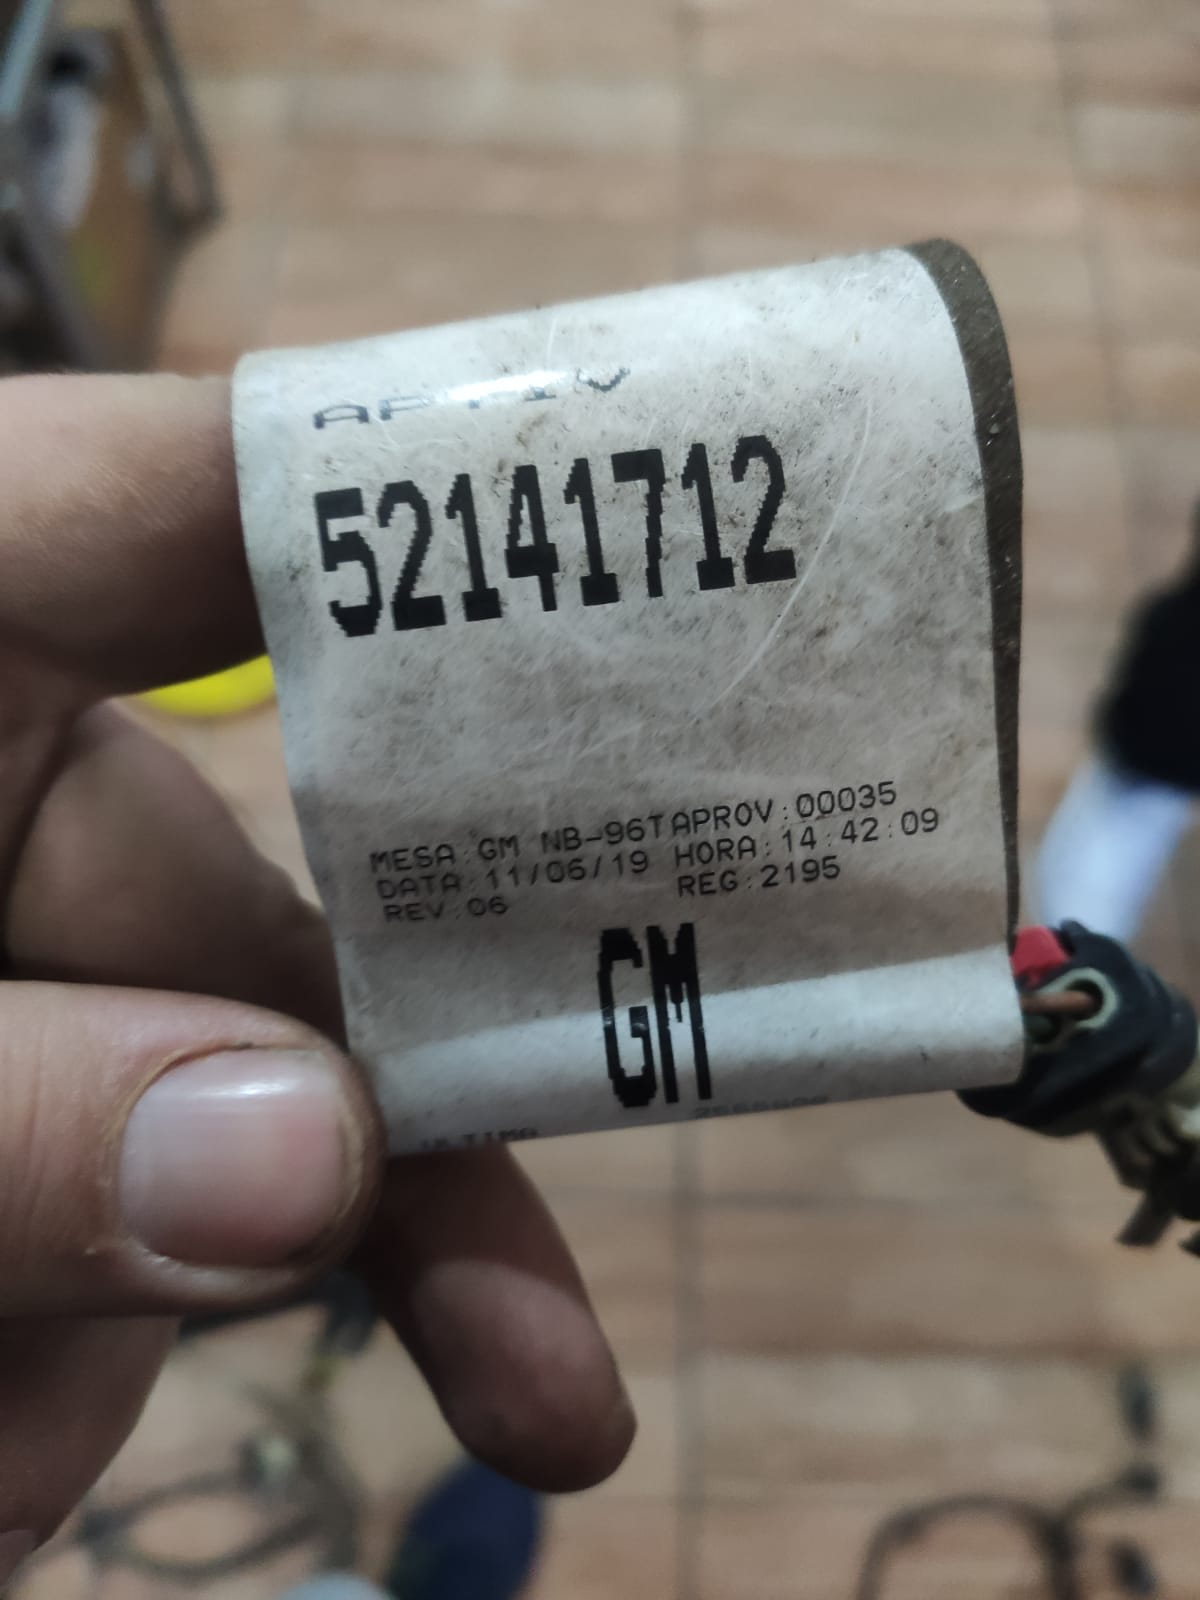 APTIV
52141712
MESA:GM NB-96TAPROV:00035
DATA:11/06/19 HORA:14:42:09
REV:06 REG:2195
GM